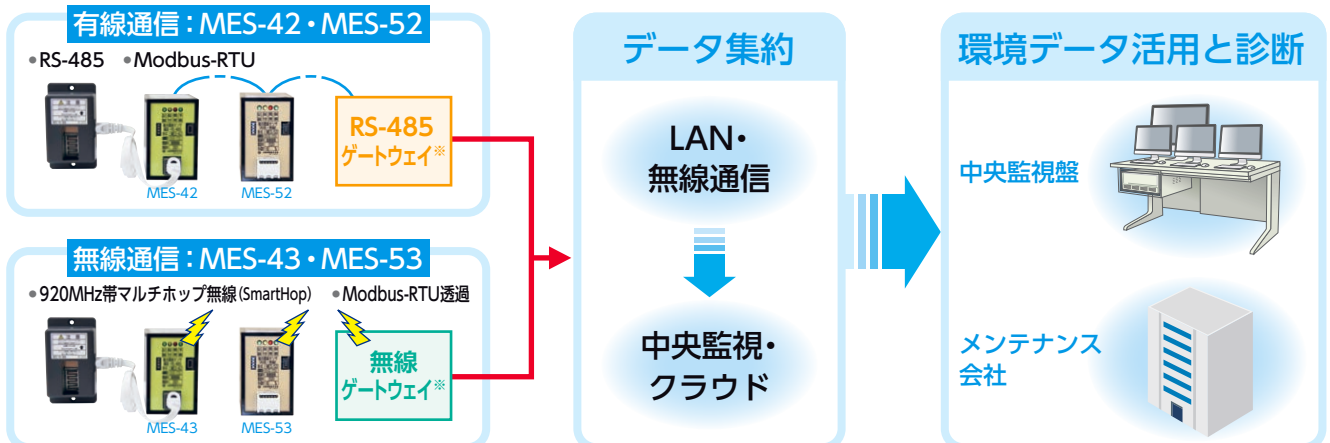 有線通信：MES-42・MES-52
●RS-485 ●Modbus-RTU
RS-485
ゲートウェイ※
MES-42
MES-52
無線通信：MES-43・MES-53
●920MHz帯マルチホップ無線(SmartHop) ●Modbus-RTU透過
無線
ゲートウェイ※
MES-43
MES-53
データ集約
LAN・
無線通信
中央監視・
クラウド
環境データ活用と診断
中央監視盤
メンテナンス
会社